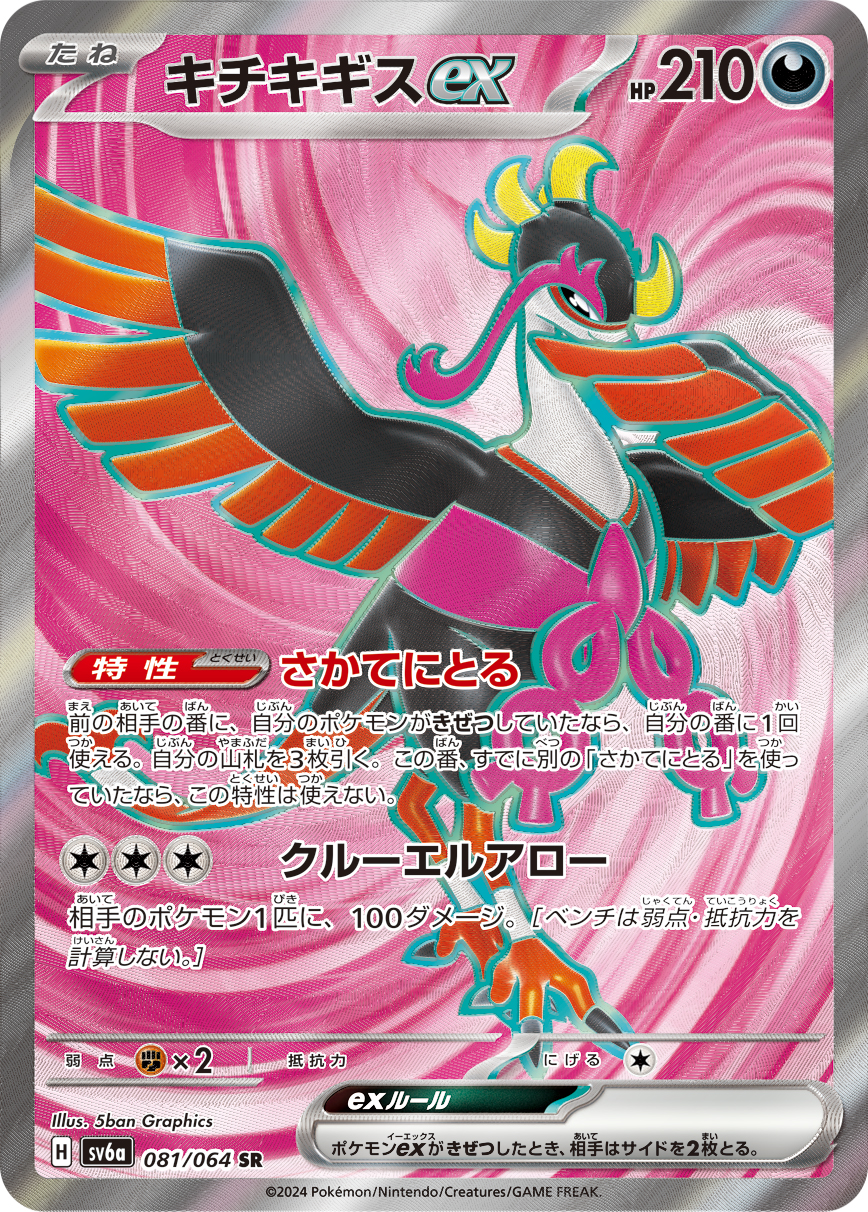 たね
キチキギスex
HP210
特性 とくせい さかてにとる
前の相手の番に、自分のポケモンがきぜつしていたなら、自分の番に1回
使える。自分の山札を3枚引く。この番、すでに別の「さかてにとる」を使っ
ていたなら、この特性は使えない。
クルーエルアロー
相手のポケモン1匹に、100ダメージ。[ベンチは弱点・抵抗力を
計算しない。]
弱点 ×2 抵抗力 にげる
exルール
ポケモンexがきぜつしたとき、相手はサイドを2枚とる。
Illus. 5ban Graphics
H sv6a 081/064 SR
©2024 Pokémon/Nintendo/Creatures/GAME FREAK.